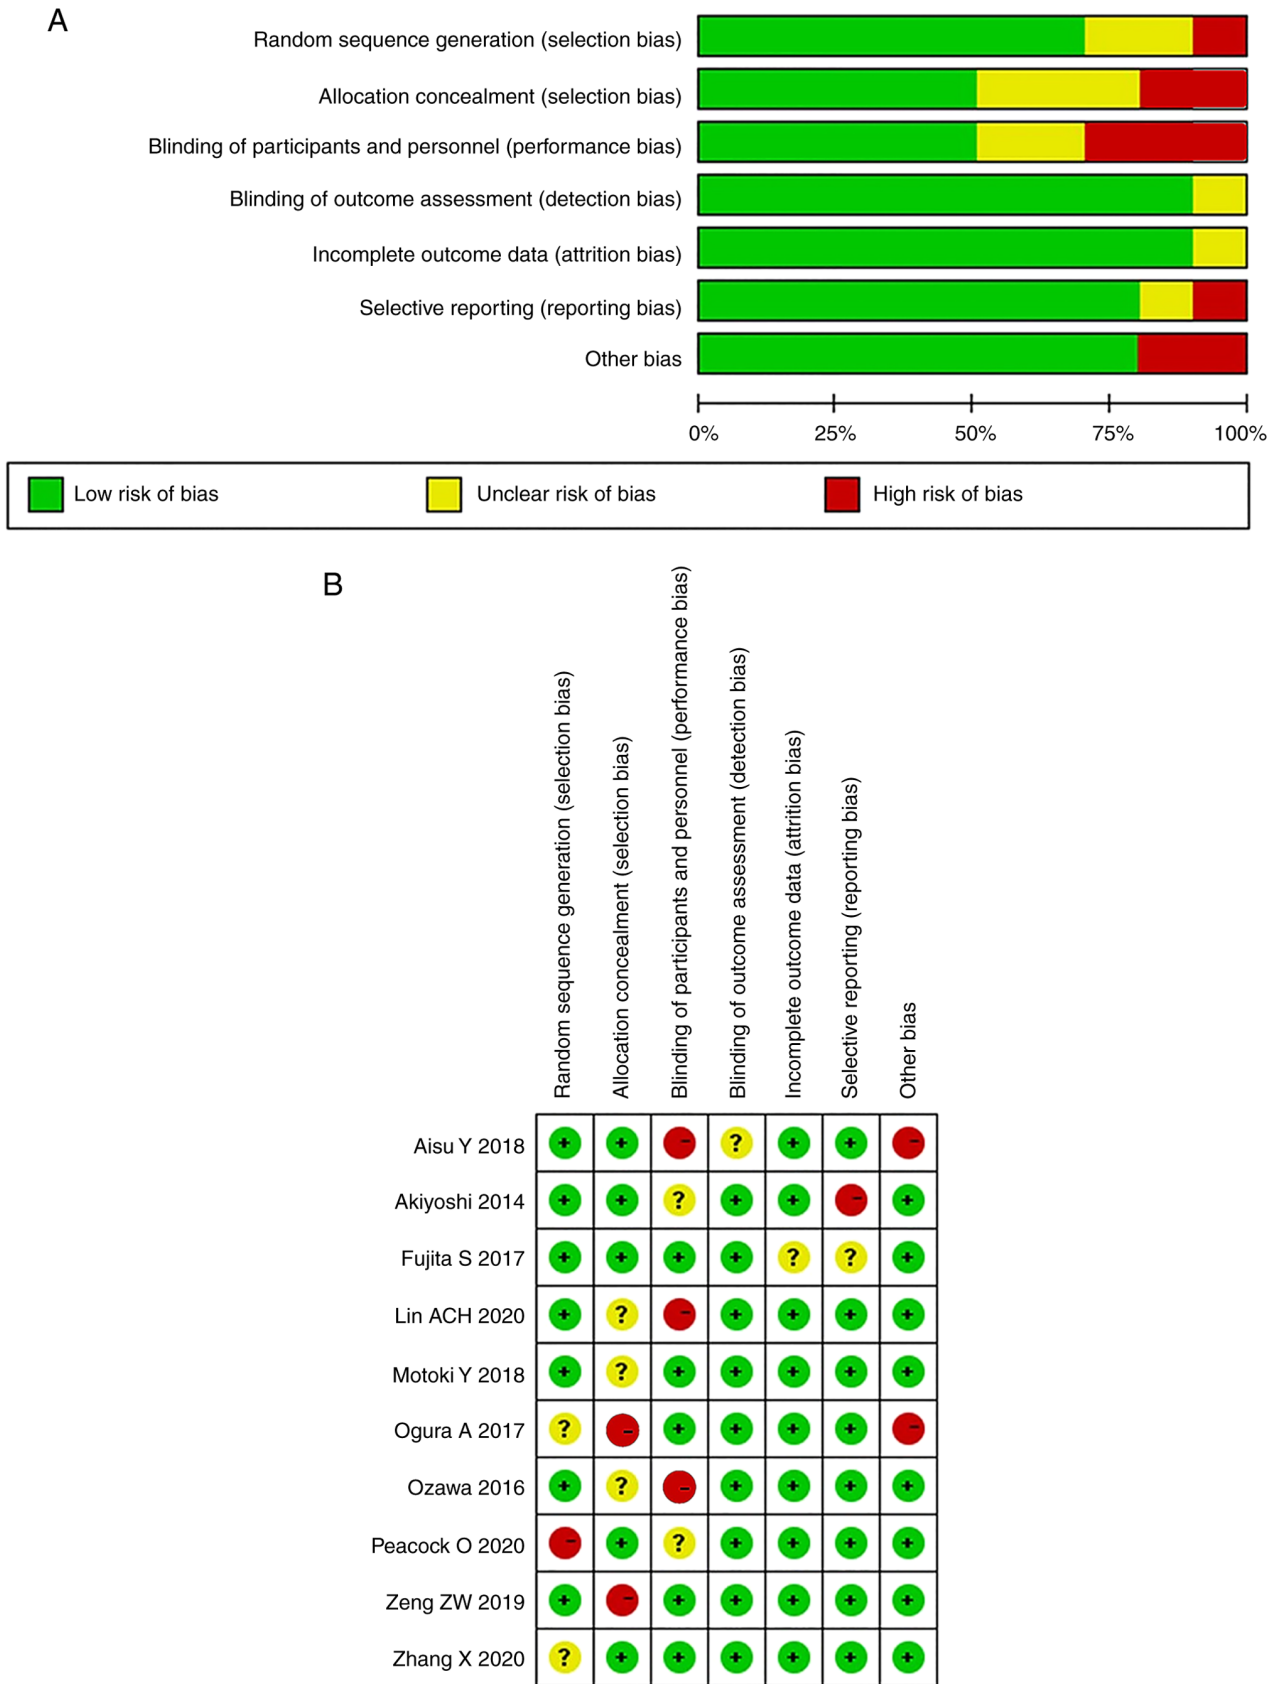 A
Random sequence generation (selection bias)
Allocation concealment (selection bias)
Blinding of participants and personnel (performance bias)
Blinding of outcome assessment (detection bias)
Incomplete outcome data (attrition bias)
Selective reporting (reporting bias)
Other bias
0% 25% 50% 75% 100%
Low risk of bias Unclear risk of bias High risk of bias
B
Random sequence generation (selection bias)
Allocation concealment (selection bias)
Blinding of participants and personnel (performance bias)
Blinding of outcome assessment (detection bias)
Incomplete outcome data (attrition bias)
Selective reporting (reporting bias)
Other bias
Aisu Y 2018 + + - ? + + -
Akiyoshi 2014 + + ? + + - +
Fujita S 2017 + + + + ? ? +
Lin ACH 2020 + ? - + + + +
Motoki Y 2018 + ? + + + + +
Ogura A 2017 ? - + + + + -
Ozawa 2016 + ? - + + + +
Peacock O 2020 - + ? + + + +
Zeng ZW 2019 + - + + + + +
Zhang X 2020 ? + + + + + +